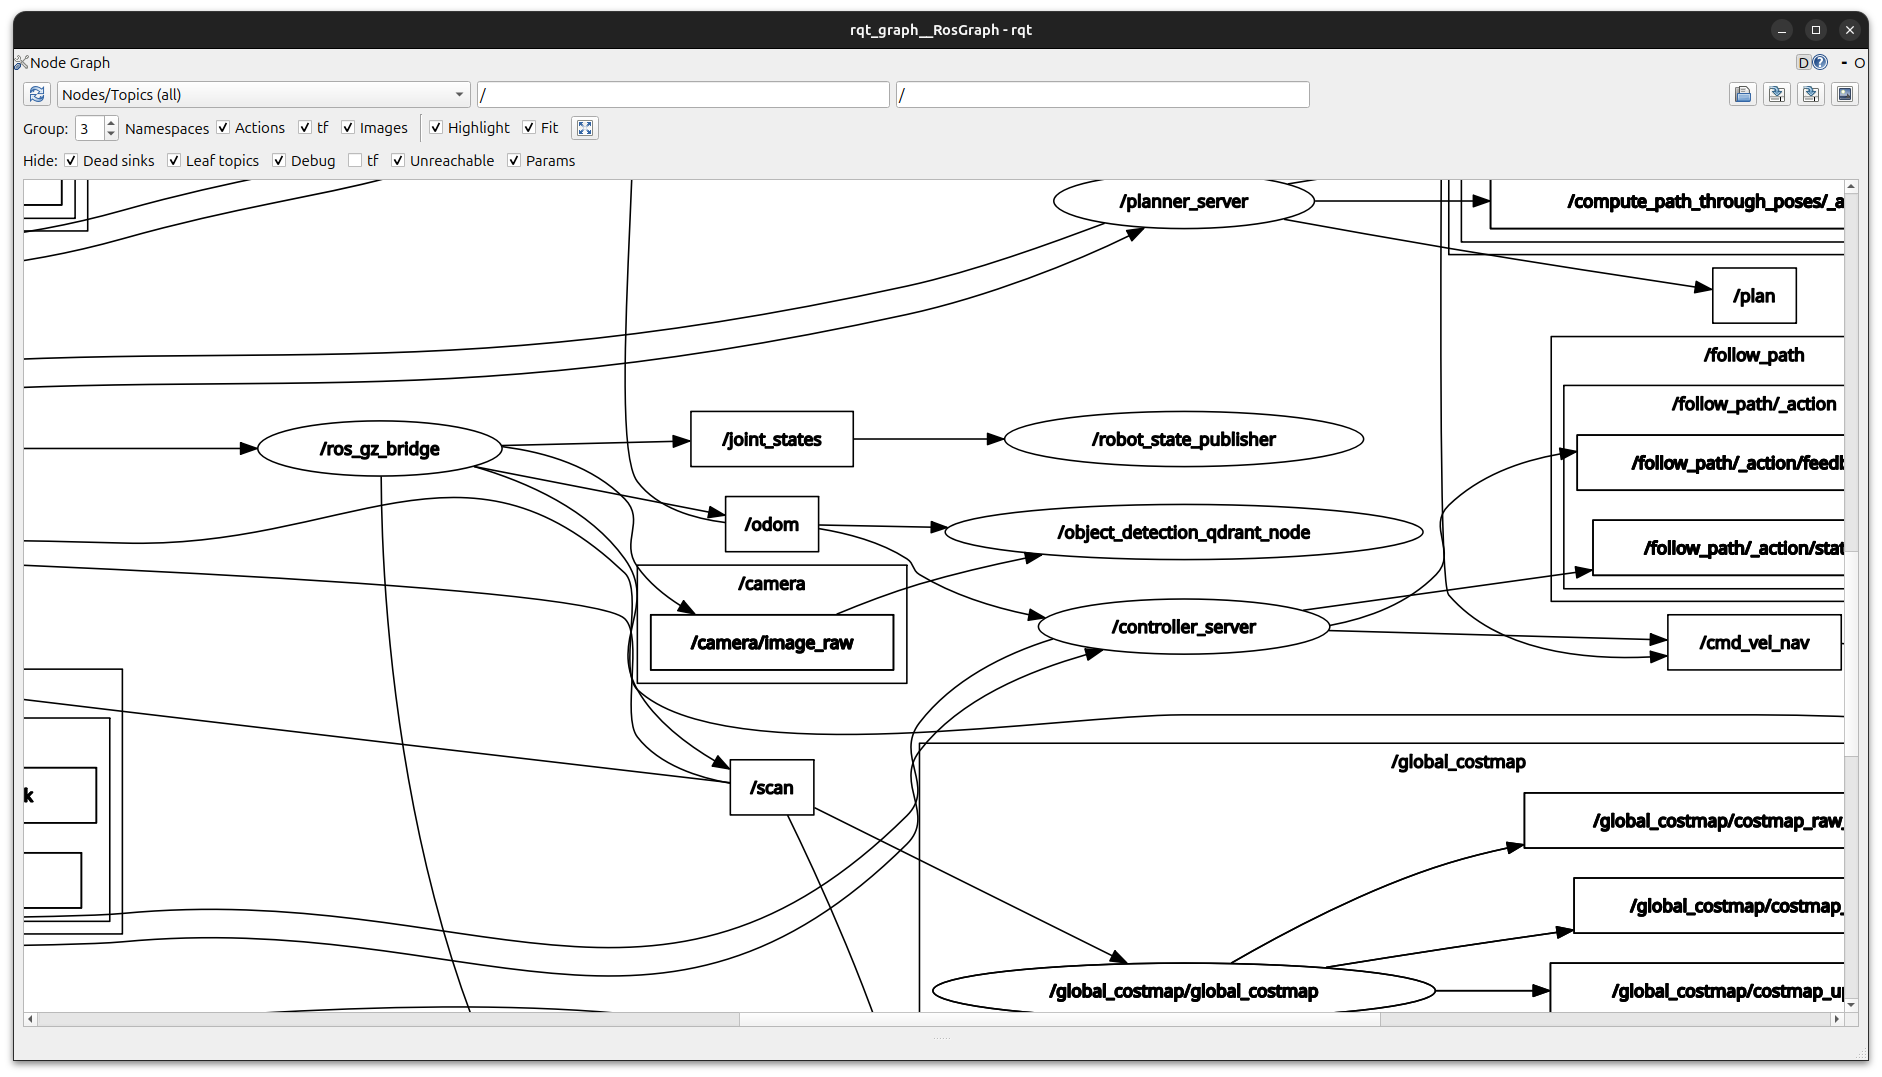 rqt_graph__RosGraph - rqt
Node Graph
D
- O
Nodes/Topics (all)
/
/
Group: 3 Namespaces Actions tf Images Highlight Fit
Hide: Dead sinks Leaf topics Debug tf Unreachable Params
/planner_server
/compute_path_through_poses/_a
/plan
/follow_path
/follow_path/_action
/ros_gz_bridge
/joint_states
/robot_state_publisher
/follow_path/_action/feedb
/odom
/object_detection_qdrant_node
/follow_path/_action/stat
/camera
/camera/image_raw
/controller_server
/cmd_vel_nav
/global_costmap
/scan
k
/global_costmap/costmap_raw_
/global_costmap/costmap_
/global_costmap/global_costmap
/global_costmap/costmap_up